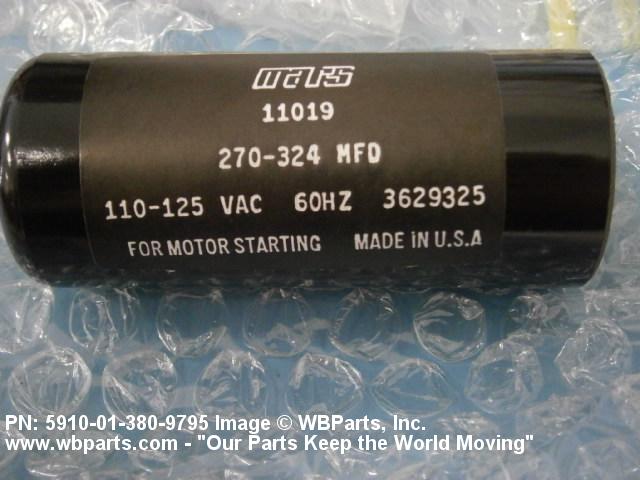 mars
11019
270-324 MFD
110-125 VAC 60HZ 3629325
FOR MOTOR STARTING MADE iN U.S.A
PN: 5910-01-380-9795 Image © WBParts, Inc.
www.wbparts.com - "Our Parts Keep the World Moving"